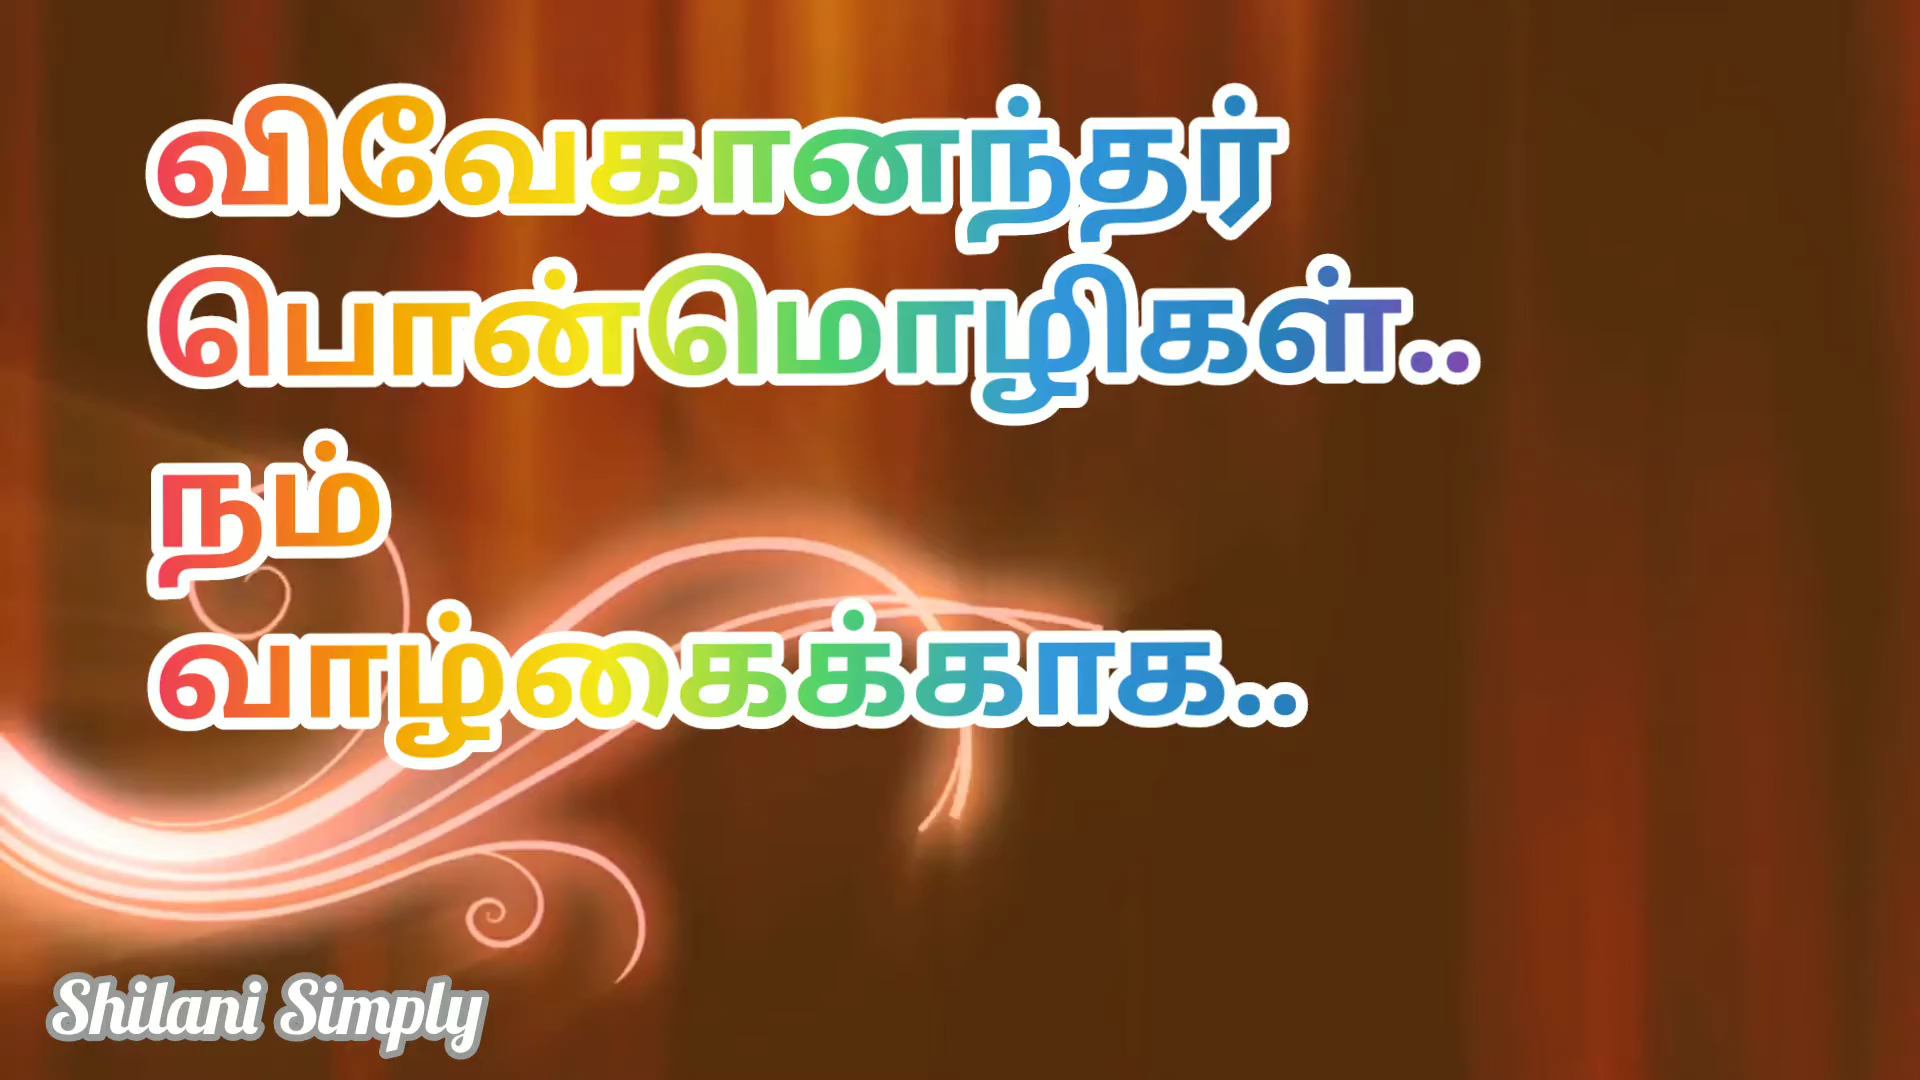 விவேகானந்தர்
பொன்மொழிகள்..
நம்
வாழ்கைக்காக..
Shilani Simply